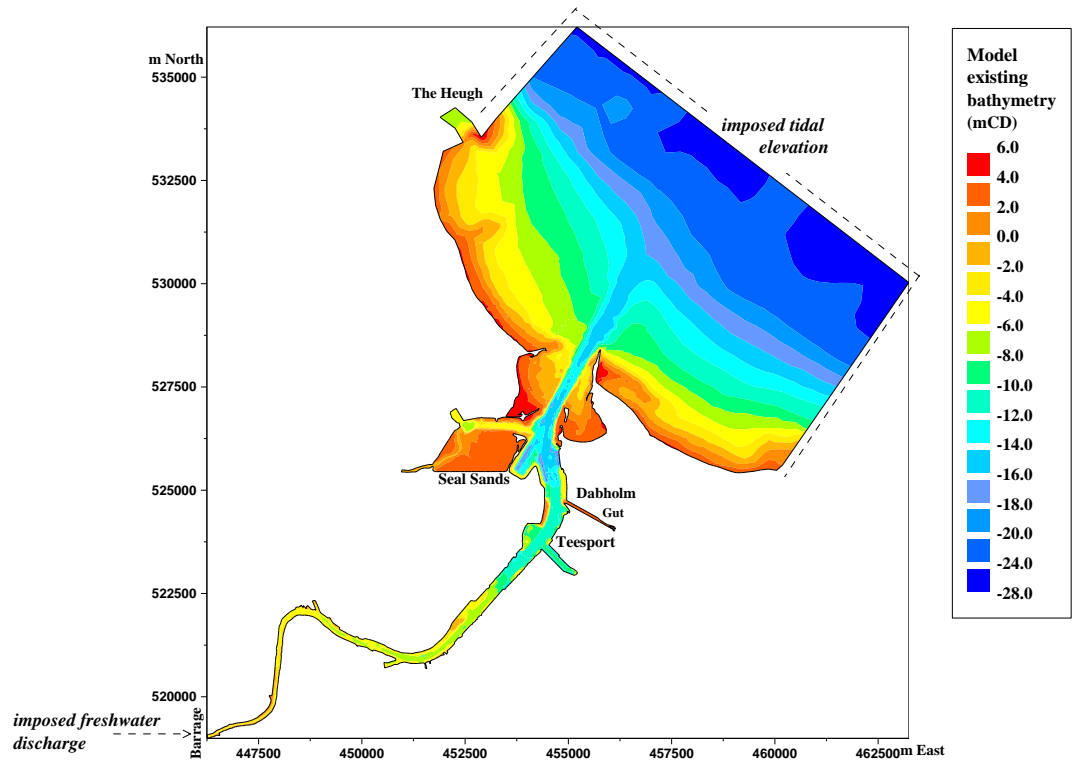 m North
535000
532500
530000
527500
525000
522500
520000
The Heugh
imposed tidal
elevation
Seal Sands
Dabholm
Gut
Teesport
imposed freshwater
discharge
Barrage
447500
450000
452500
455000
457500
460000
462500
m East
Model
existing
bathymetry
(mCD)
6.0
4.0
2.0
0.0
-2.0
-4.0
-6.0
-8.0
-10.0
-12.0
-14.0
-16.0
-18.0
-20.0
-24.0
-28.0